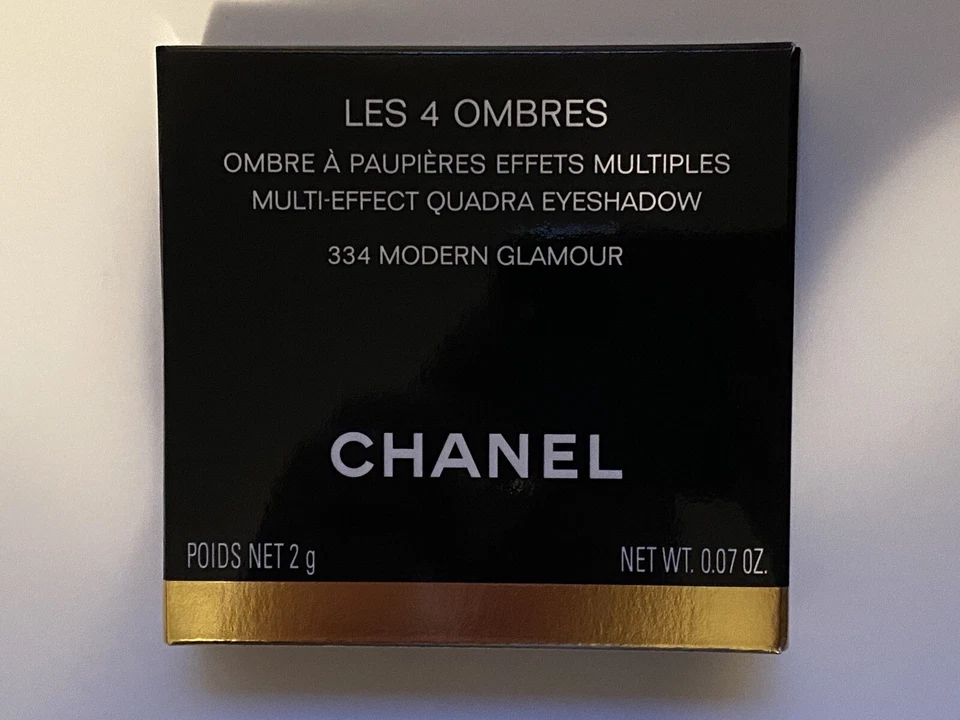 LES 4 OMBRES
OMBRE À PAUPIÈRES EFFETS MULTIPLES
MULTI-EFFECT QUADRA EYESHADOW
334 MODERN GLAMOUR
CHANEL
POIDS NET 2 g NET WT. 0.07 OZ.